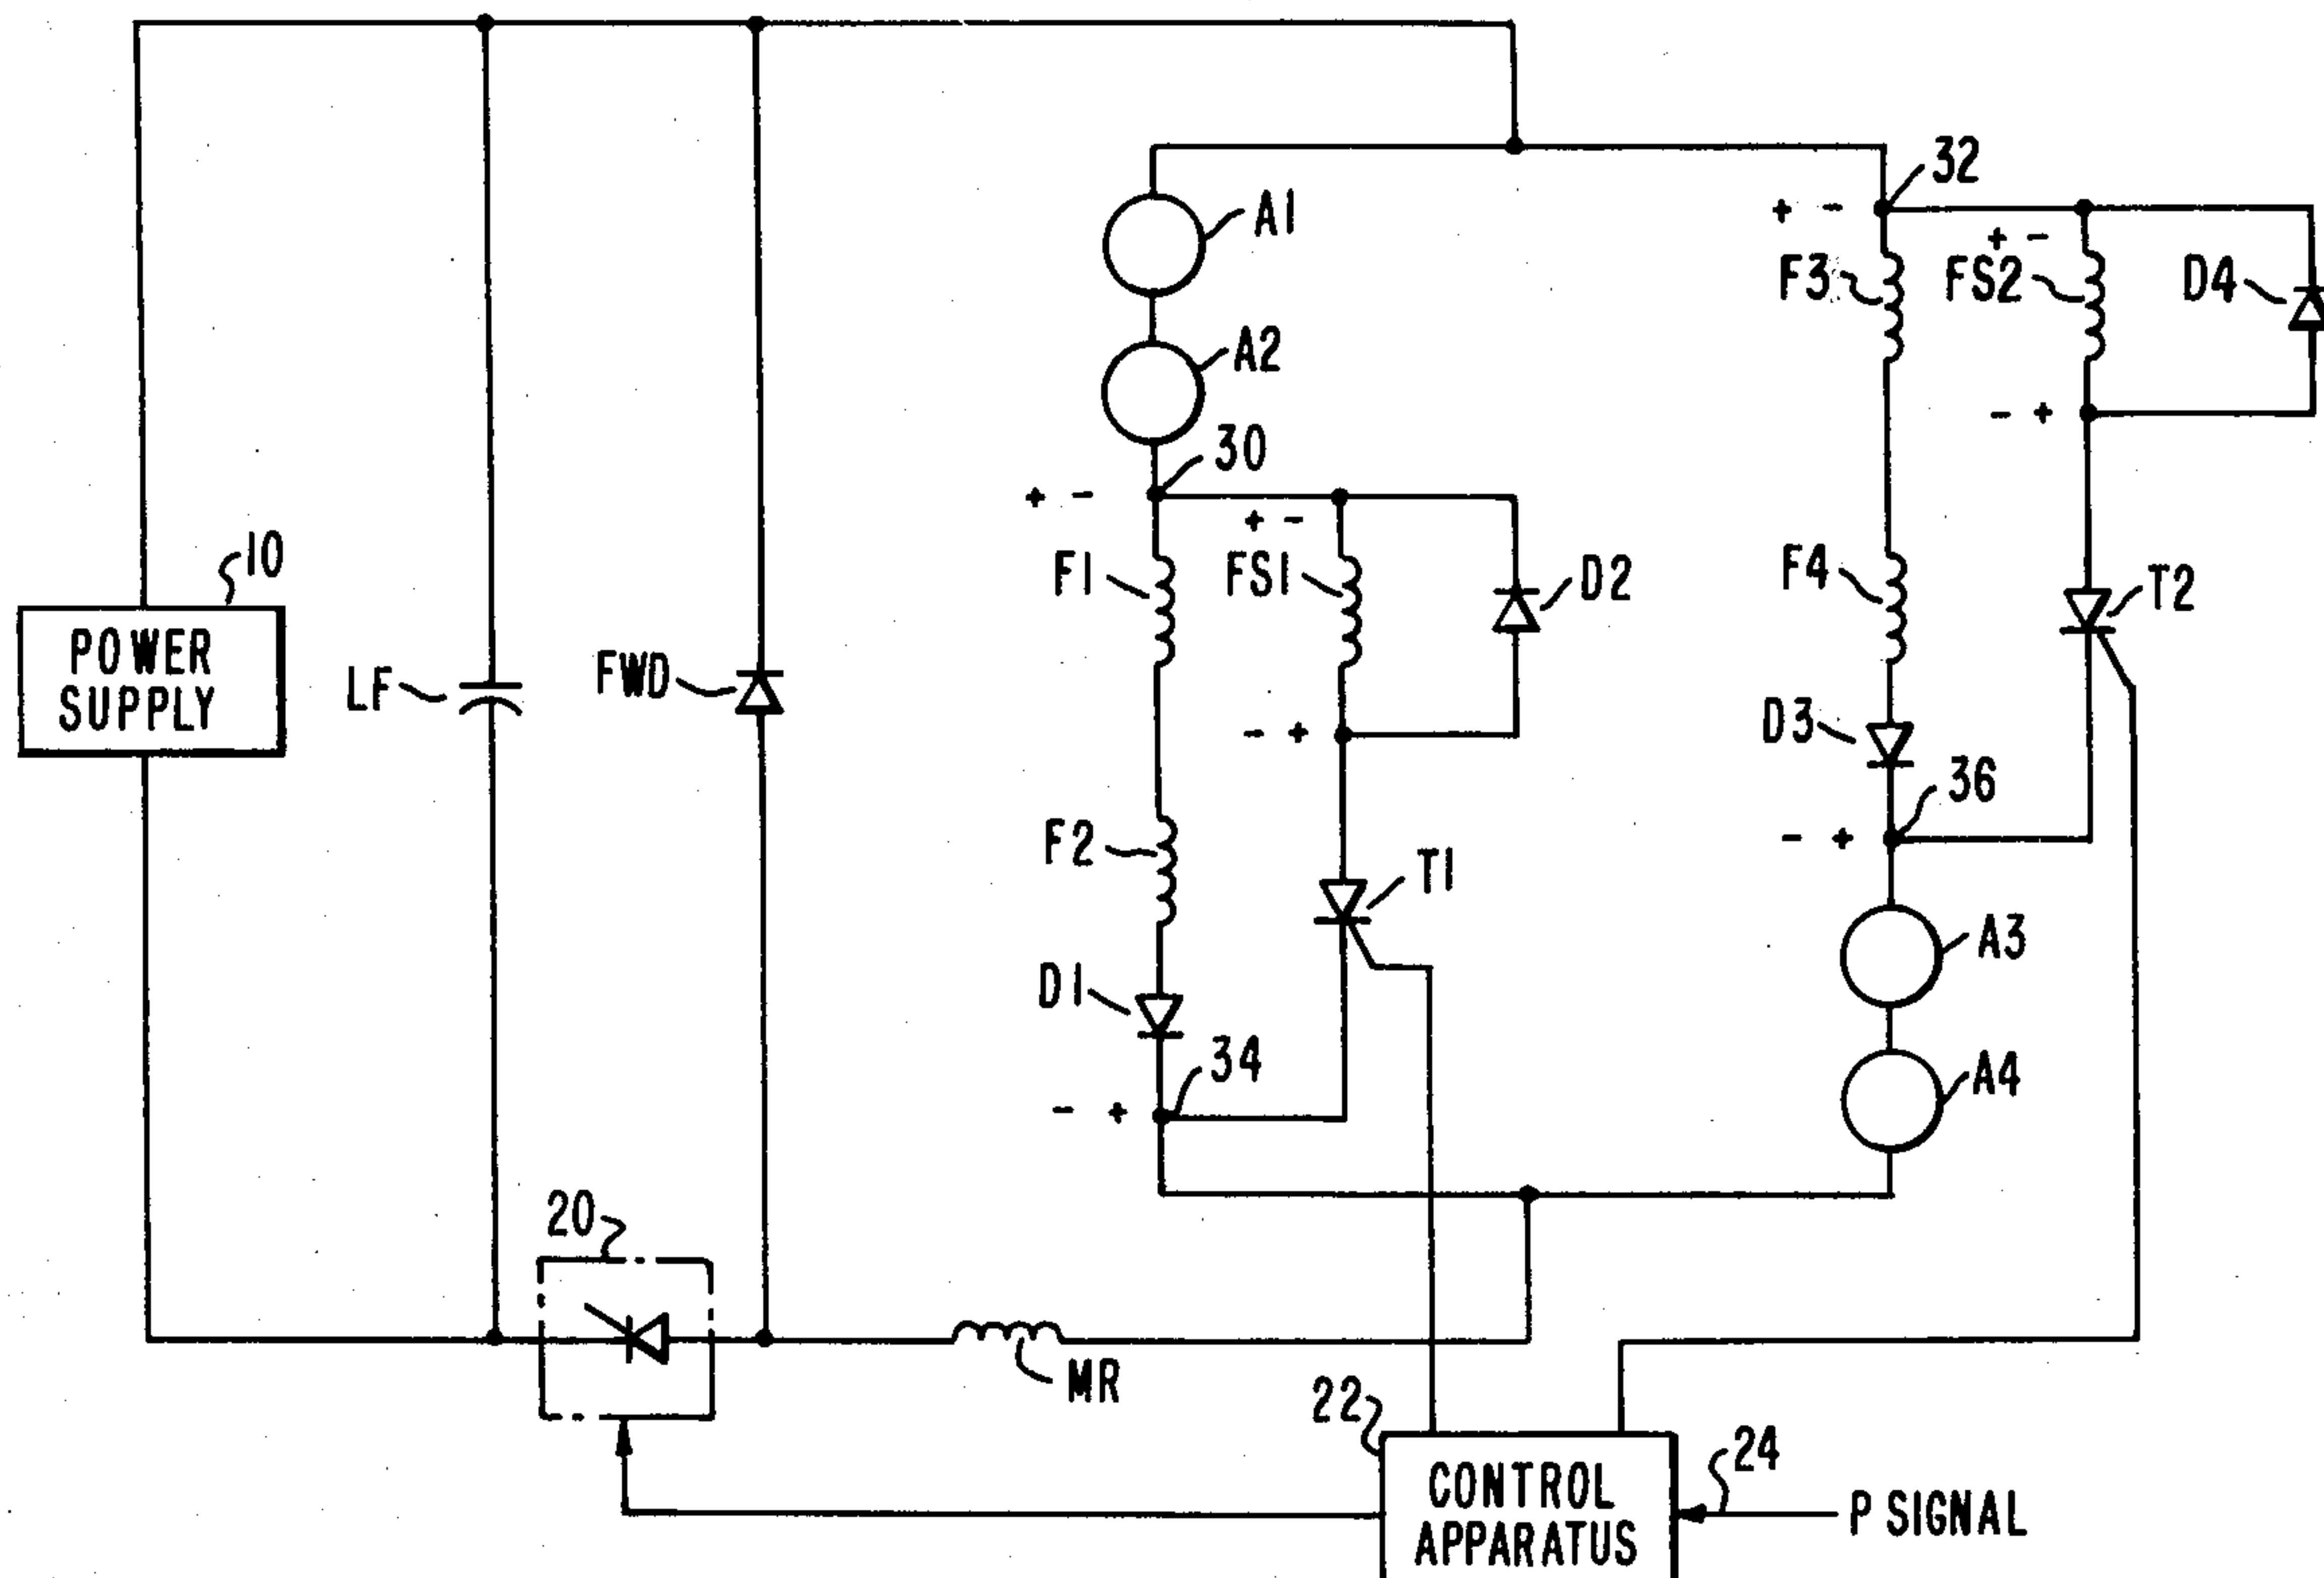 32
A1
+ -
+ -
F3
FS2
D4
A2
- +
30
+ -
+ -
10
F1
FS1
D2
F4
T2
POWER
SUPPLY
LF
FWD
- +
D3
36
F2
- +
T1
A3
D1
34
A4
- +
20
MR
22
24
CONTROL
APPARATUS
P SIGNAL